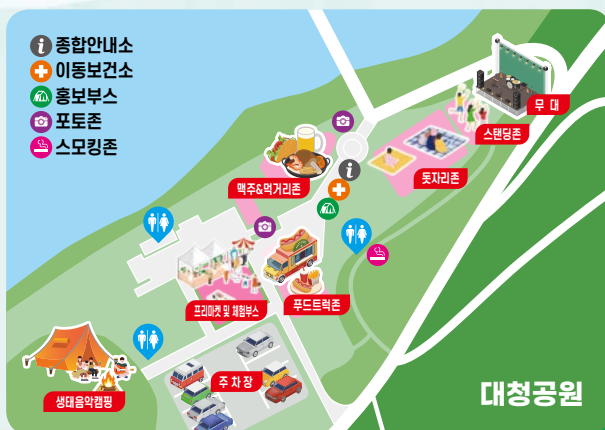 종합안내소
이동보건소
홍보부스
포토존
스모킹존
무 대
스탠딩존
돗자리존
맥주&먹거리존
프리마켓 및 체험부스
푸드트럭존
주 차 장
생태음악캠핑
대청공원